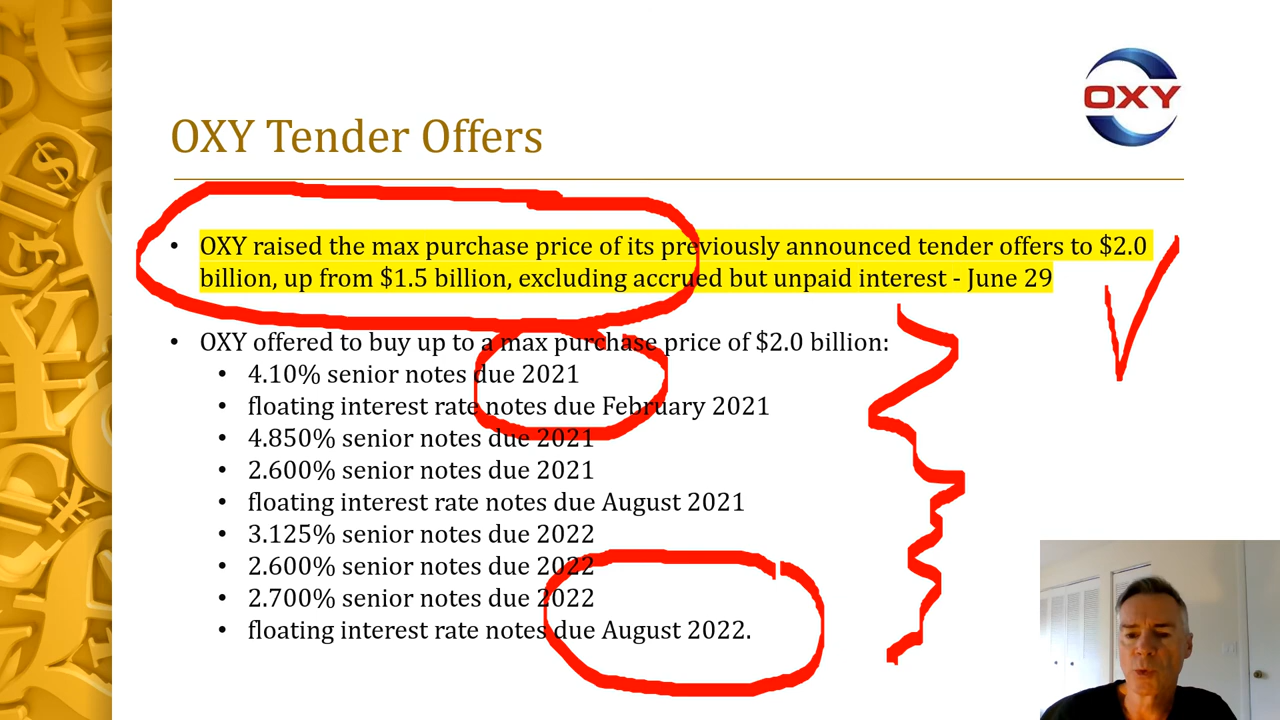 OXY
OXY Tender Offers
• OXY raised the max purchase price of its previously announced tender offers to $2.0
billion, up from $1.5 billion, excluding accrued but unpaid interest - June 29
• OXY offered to buy up to a max purchase price of $2.0 billion:
• 4.10% senior notes due 2021
• floating interest rate notes due February 2021
• 4.850% senior notes due 2021
• 2.600% senior notes due 2021
• floating interest rate notes due August 2021
• 3.125% senior notes due 2022
• 2.600% senior notes due 2022
• 2.700% senior notes due 2022
• floating interest rate notes due August 2022.